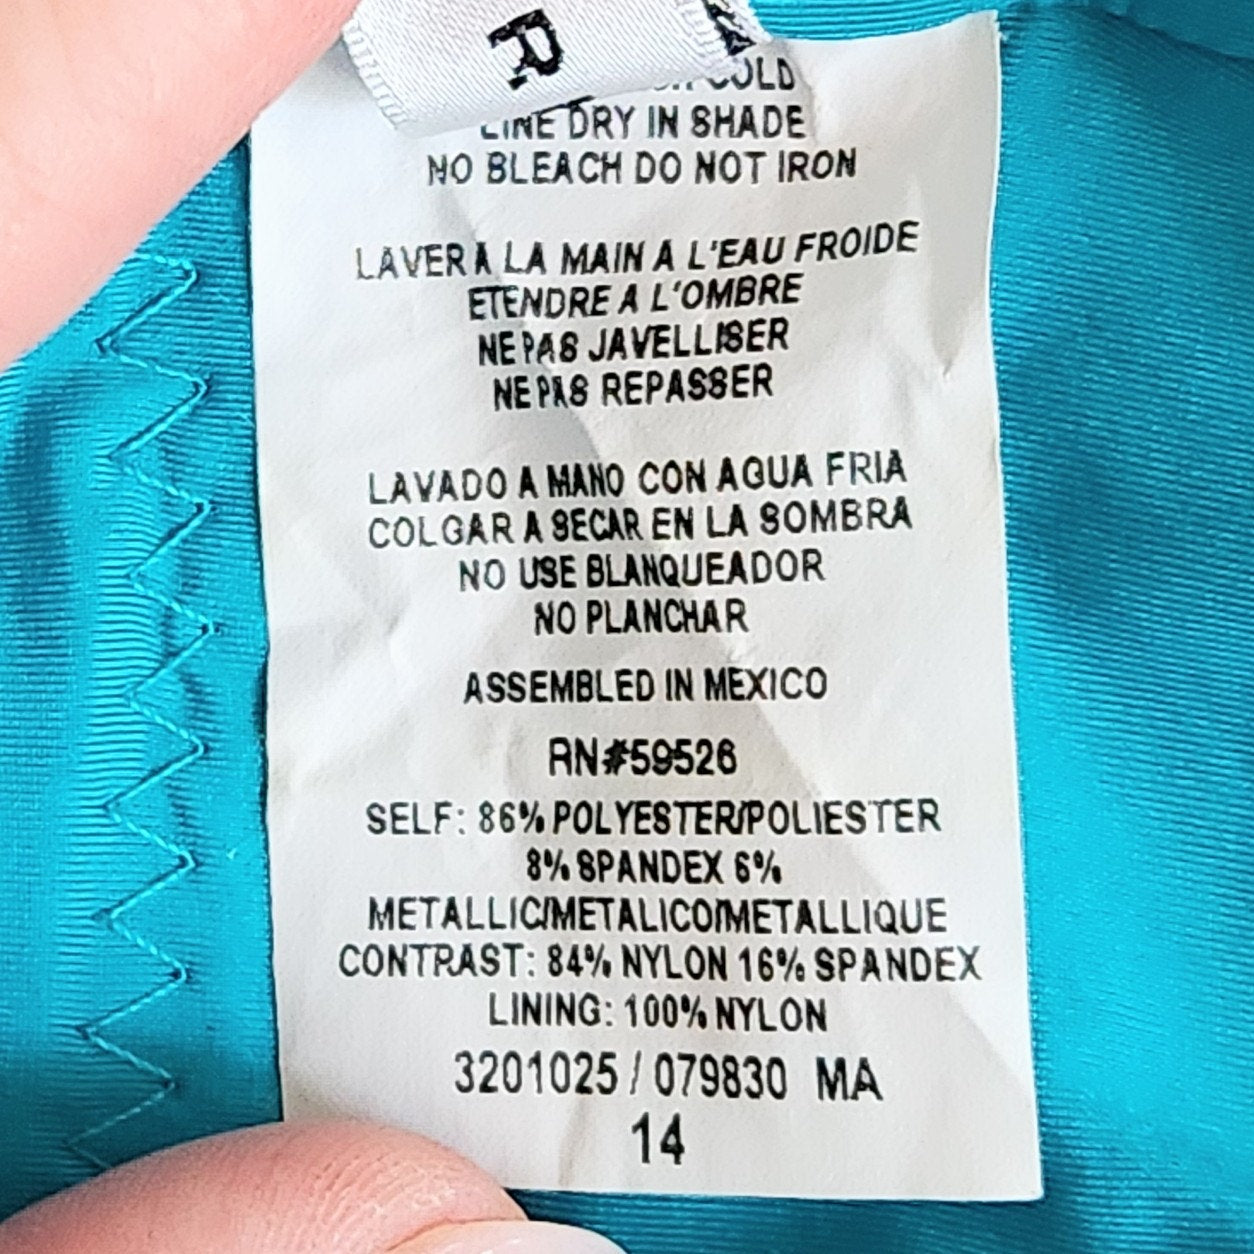 R
COLD
LINE DRY IN SHADE
NO BLEACH DO NOT IRON
LAVER A LA MAIN A L'EAU FROIDE
ETENDRE A L'OMBRE
NE PAS JAVELLISER
NE PAS REPASSER
LAVADO A MANO CON AGUA FRIA
COLGAR A SECAR EN LA SOMBRA
NO USE BLANQUEADOR
NO PLANCHAR
ASSEMBLED IN MEXICO
RN#59526
SELF: 86% POLYESTER/POLIESTER
8% SPANDEX 6%
METALLIC/METALICO/METALLIQUE
CONTRAST: 84% NYLON 16% SPANDEX
LINING: 100% NYLON
3201025 / 079830 MA
14